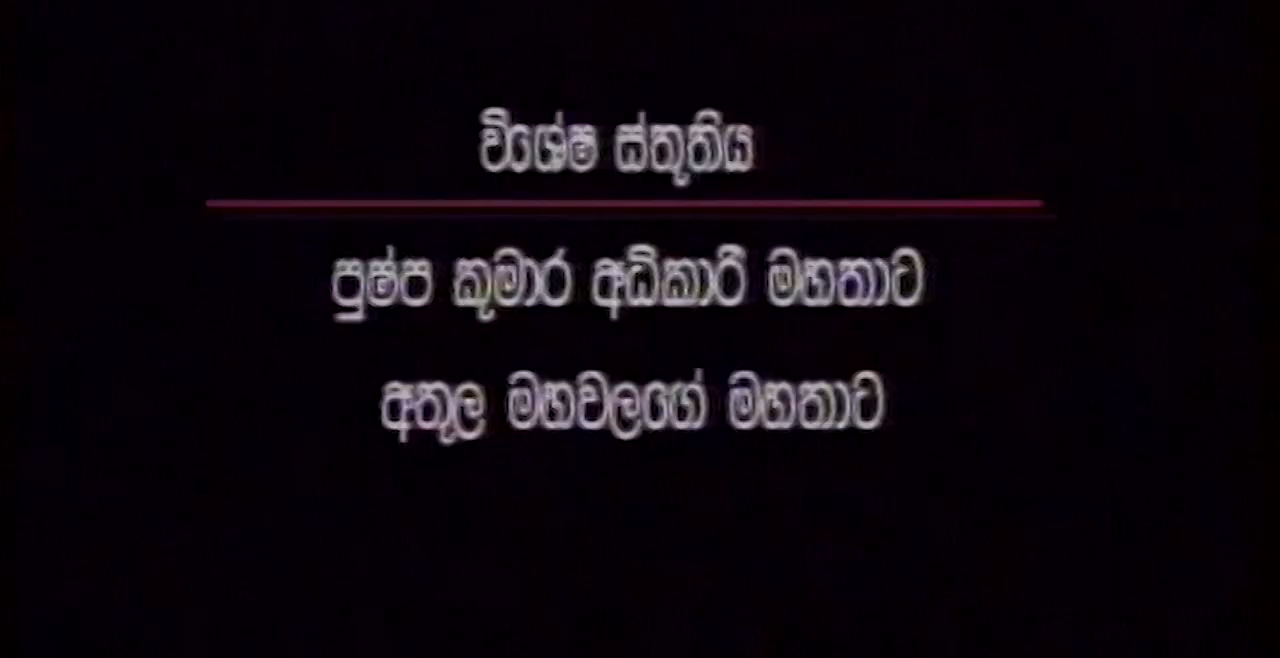 විශේෂ ස්තූතිය
පුෂ්ප කුමාර අධිකාරී මහතාට
අතුල මහවලගේ මහතාට